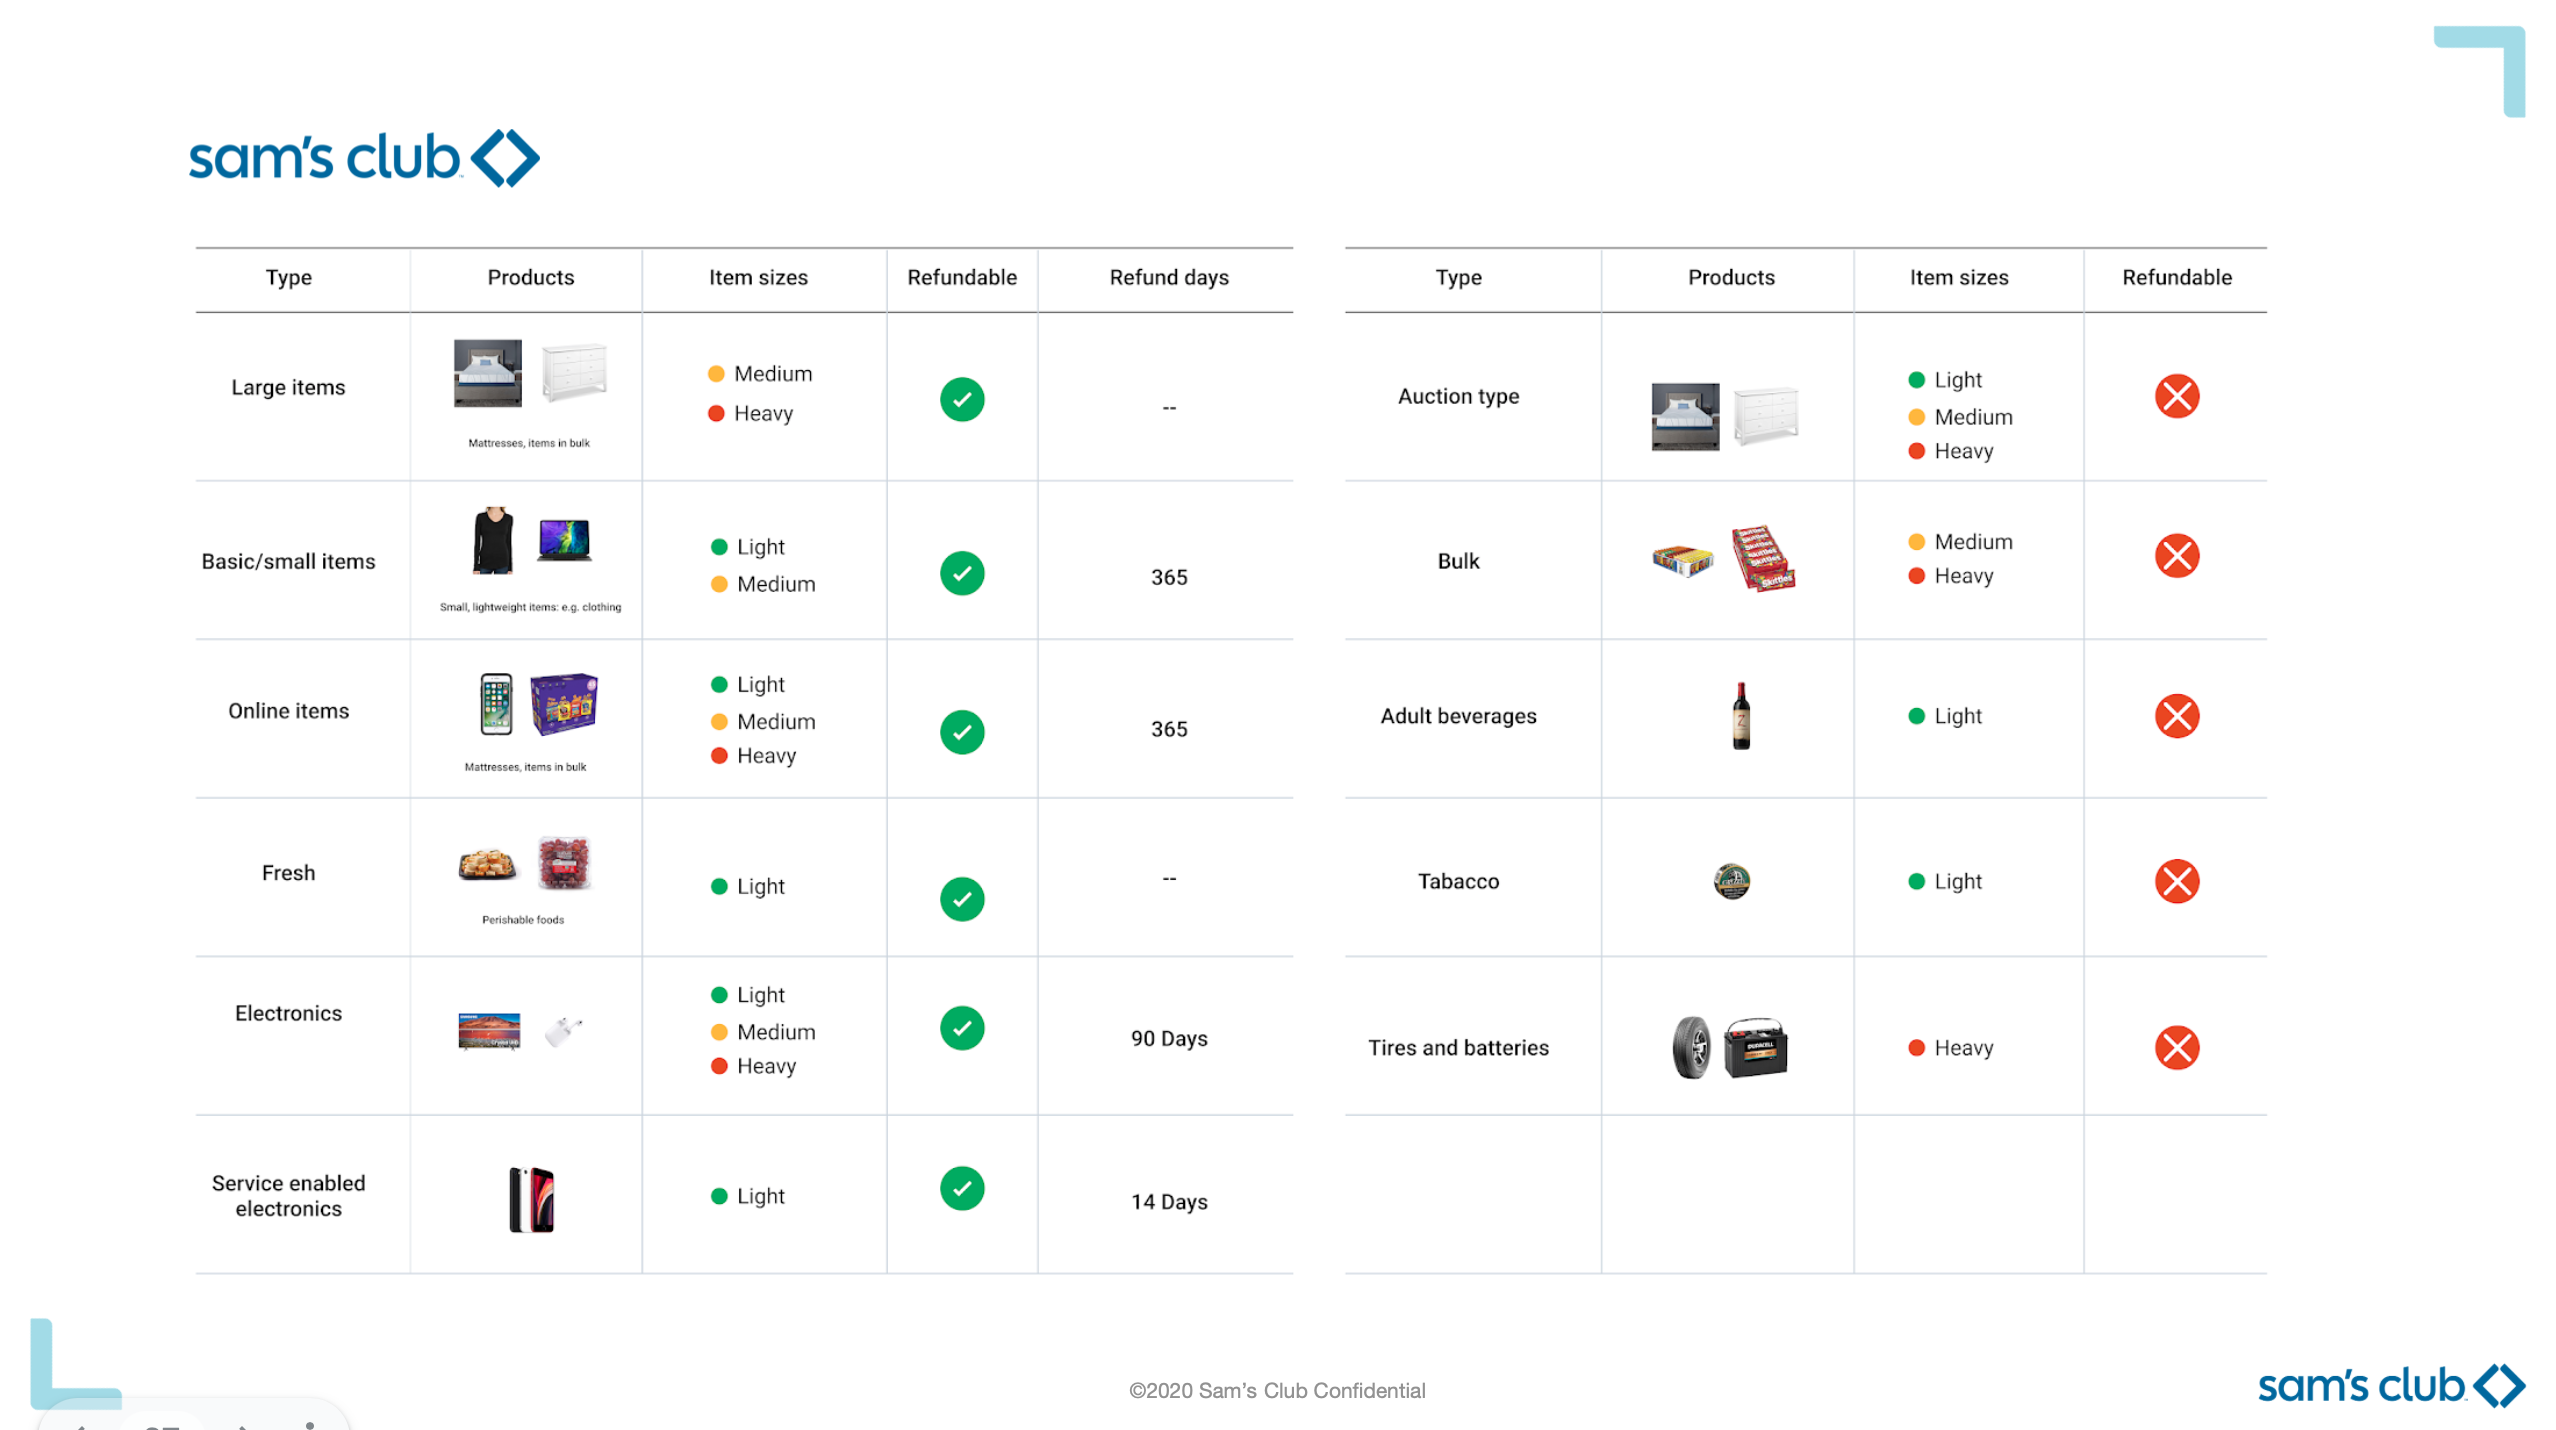 sam's club
Type Products Item sizes Refundable Refund days
Large items
Mattresses, items in bulk
Medium
Heavy
--
Basic/small items
Small, lightweight items: e.g. clothing
Light
Medium
365
Online items
Mattresses, items in bulk
Light
Medium
Heavy
365
Fresh
Perishable foods
Light
--
Electronics
Light
Medium
Heavy
90 Days
Service enabled
electronics
Light
14 Days
Type Products Item sizes Refundable
Auction type
Light
Medium
Heavy
Bulk
Skittles
Medium
Heavy
Adult beverages
Z
Light
Tabacco
Light
Tires and batteries
DURACELL
Heavy
©2020 Sam's Club Confidential
sam's club